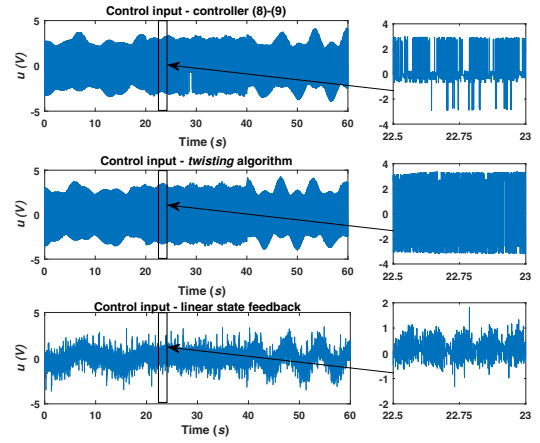 Control input - controller (8)-(9)
u (V)
5
0
-5
0 10 20 30 40 50 60
Time (s)
4
2
0
-2
-4
22.5 22.75 23
Control input - twisting algorithm
u (V)
5
0
-5
0 10 20 30 40 50 60
Time (s)
4
2
0
-2
-4
22.5 22.75 23
Control input - linear state feedback
u (V)
5
0
-5
0 10 20 30 40 50 60
Time (s)
2
1
0
-1
-2
22.5 22.75 23